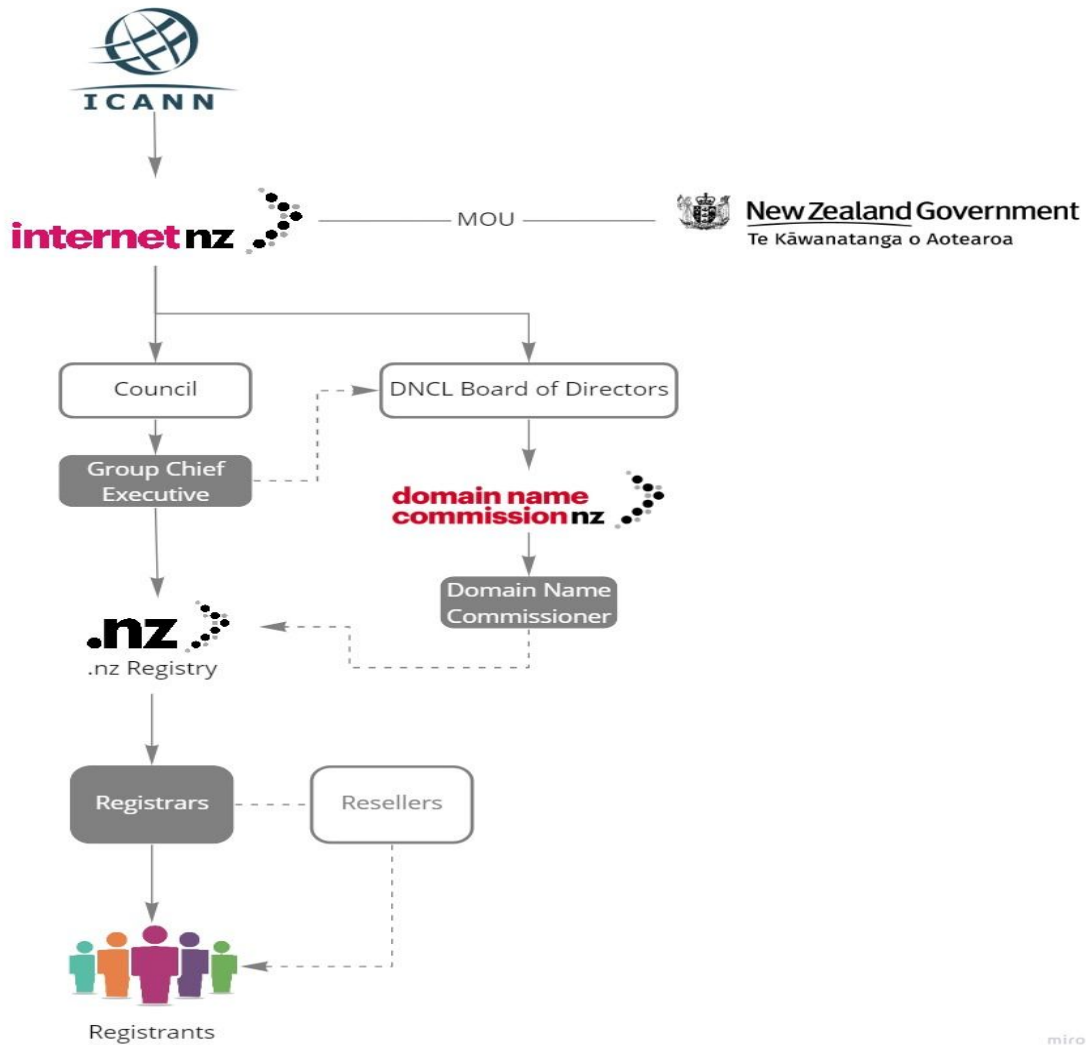 ICANN
internetnz
MOU
New Zealand Government
Te Kāwanatanga o Aotearoa
Council
DNCL Board of Directors
Group Chief
Executive
domain name
commission nz
Domain Name
Commissioner
.nz
.nz Registry
Registrars
Resellers
Registrants
miro